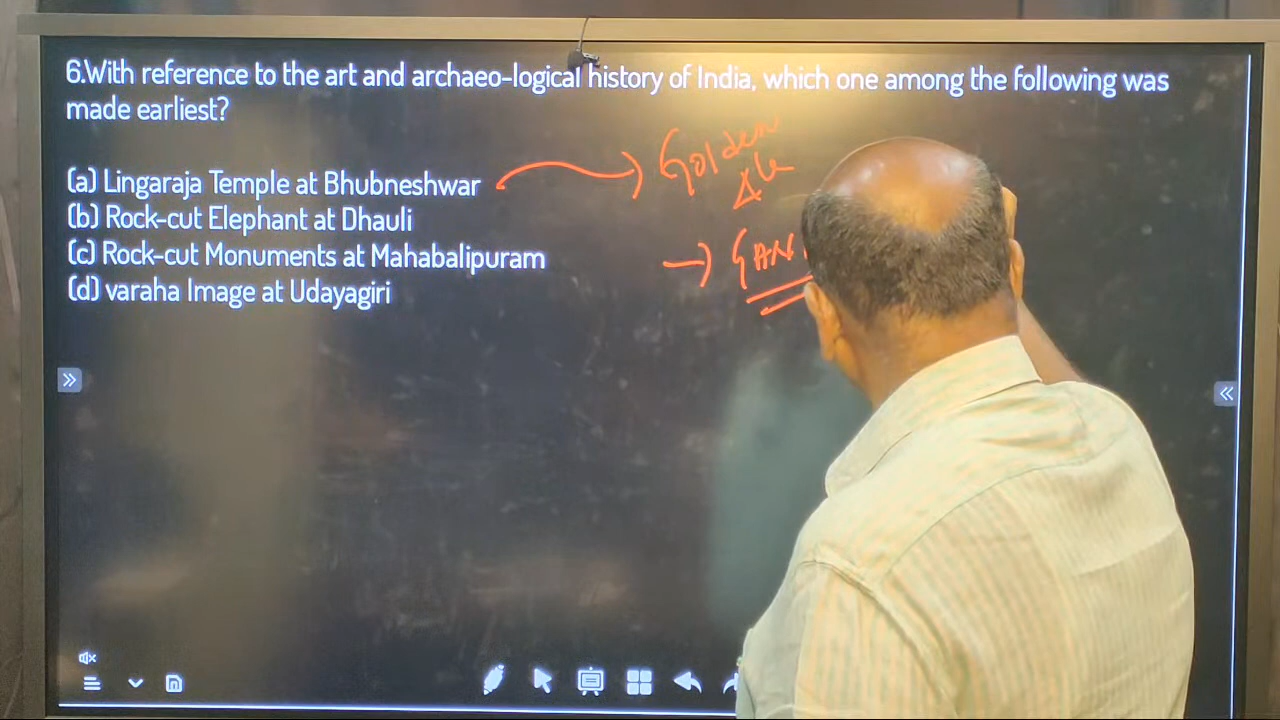 6.With reference to the art and archaeo-logical history of India, which one among the following was
made earliest?
(a) Lingaraja Temple at Bhubneshwar
(b) Rock-cut Elephant at Dhauli
(c) Rock-cut Monuments at Mahabalipuram
(d) varaha Image at Udayagiri
Golden